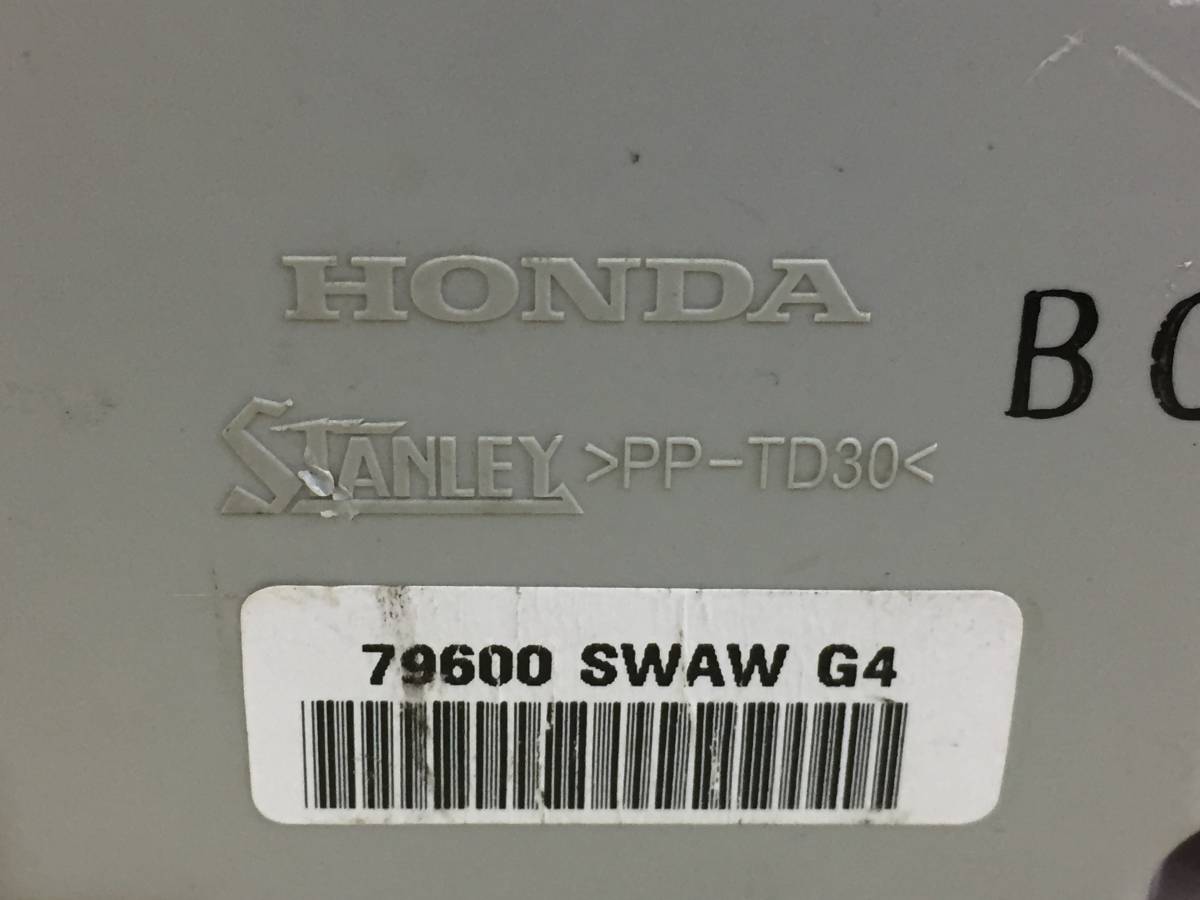 HONDA
B
STANLEY >PP-TD30<
79600 SWAW G4